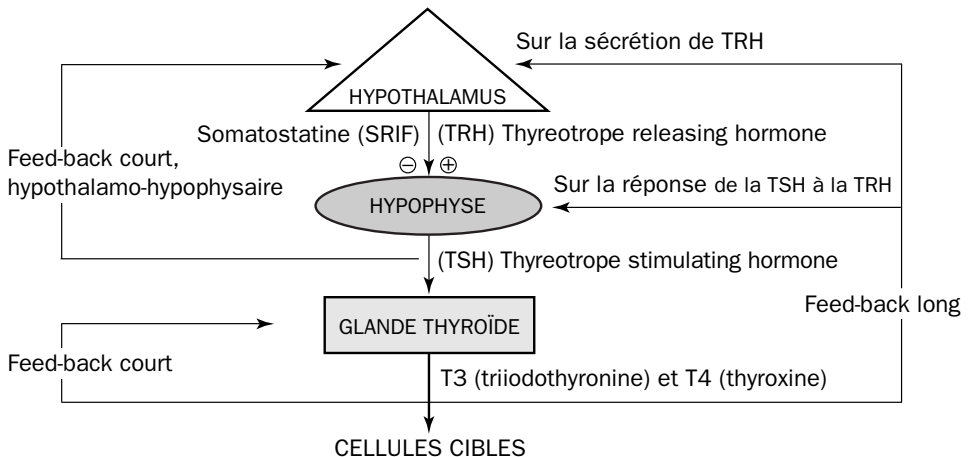 Sur la sécrétion de TRH
HYPOTHALAMUS
Somatostatine (SRIF)
(TRH) Thyreotrope releasing hormone
Feed-back court,
hypothalamo-hypophysaire
⊖ ⊕
Sur la réponse de la TSH à la TRH
HYPOPHYSE
(TSH) Thyreotrope stimulating hormone
Feed-back long
GLANDE THYROÏDE
Feed-back court
T3 (triiodothyronine) et T4 (thyroxine)
CELLULES CIBLES